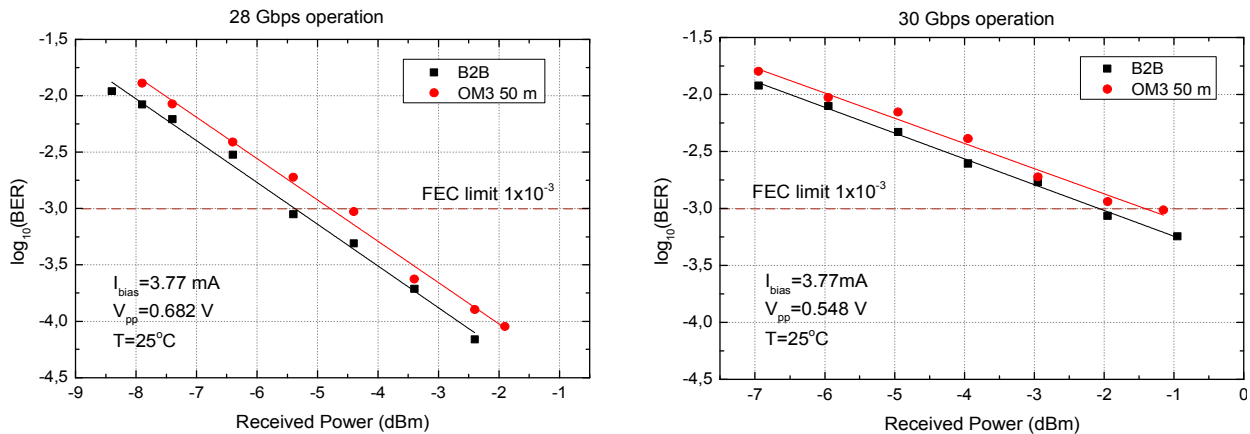 28 Gbps operation
-1,5
-2,0
-2,5
-3,0
-3,5
-4,0
-4,5
log10(BER)
B2B
OM3 50 m
FEC limit 1x10-3
Ibias=3.77 mA
Vpp=0.682 V
T=25°C
-9 -8 -7 -6 -5 -4 -3 -2 -1
Received Power (dBm)
30 Gbps operation
-1,5
-2,0
-2,5
-3,0
-3,5
-4,0
-4,5
log10(BER)
B2B
OM3 50 m
FEC limit 1x10-3
Ibias=3.77mA
Vpp=0.548 V
T=25°C
-7 -6 -5 -4 -3 -2 -1 0
Received Power (dBm)